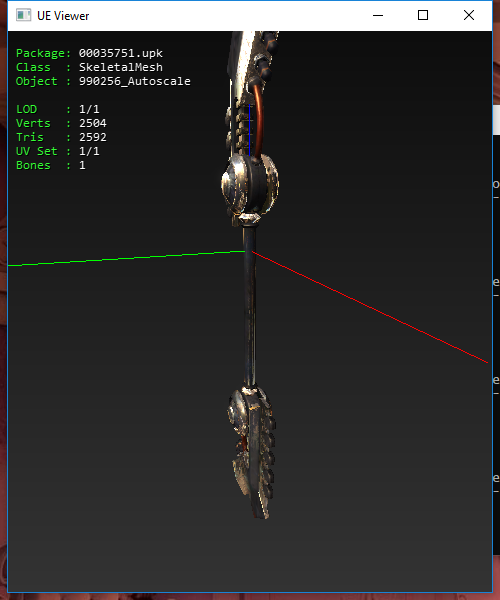 UE Viewer
Package: 00035751.upk
Class : SkeletalMesh
Object : 990256_Autoscale
LOD : 1/1
Verts : 2504
Tris : 2592
UV Set : 1/1
Bones : 1